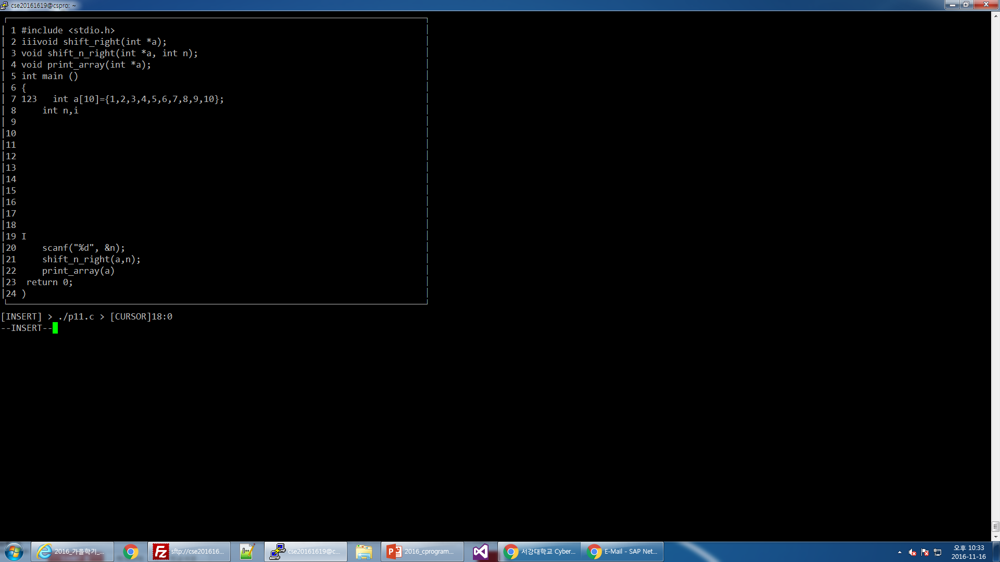 cse20161619@cspro: ~
1 #include <stdio.h>
2 iiivoid shift_right(int *a);
3 void shift_n_right(int *a, int n);
4 void print_array(int *a);
5 int main ()
6 {
7 123   int a[10]={1,2,3,4,5,6,7,8,9,10};
8     int n,i
9
10
11
12
13
14
15
16
17
18
19 I
20     scanf("%d", &n);
21     shift_n_right(a,n);
22     print_array(a)
23  return 0;
24 )
[INSERT] > ./p11.c > [CURSOR]18:0
--INSERT--
2016_가을학기_...
sftp://cse201616...
cse20161619@c...
2016_cprogram...
서강대학교 Cyber...
E-Mail - SAP Net...
오후 10:33
2016-11-16